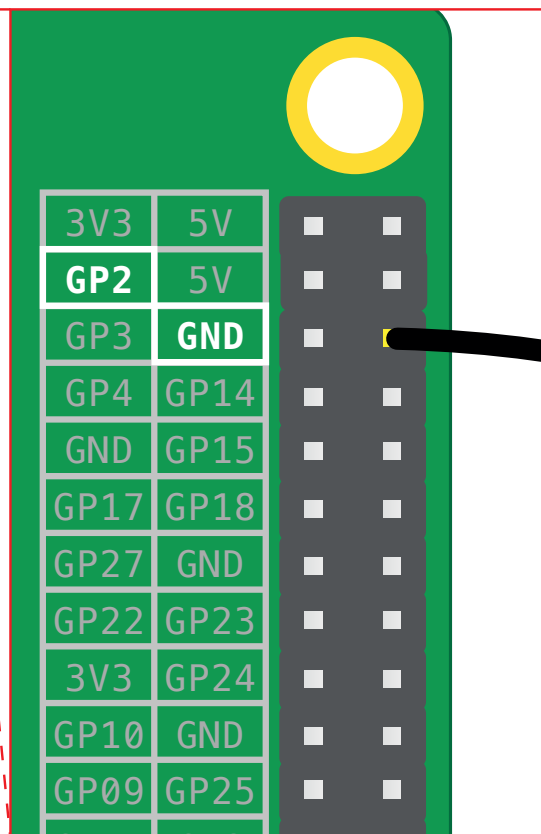 3V3 5V
GP2 5V
GP3 GND
GP4 GP14
GND GP15
GP17 GP18
GP27 GND
GP22 GP23
3V3 GP24
GP10 GND
GP09 GP25